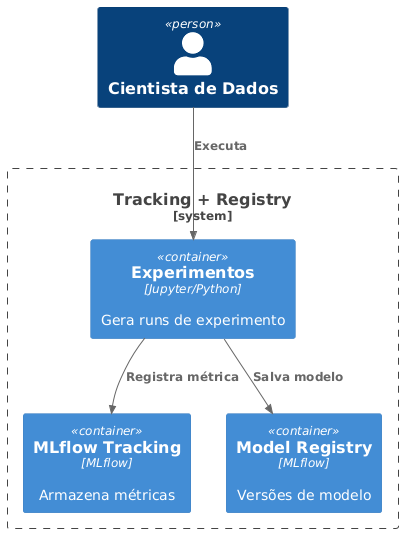 «person»
Cientista de Dados
Executa
Tracking + Registry
[system]
«container»
Experimentos
[Jupyter/Python]
Gera runs de experimento
Registra métrica
Salva modelo
«container»
MLflow Tracking
[MLflow]
Armazena métricas
«container»
Model Registry
[MLflow]
Versões de modelo